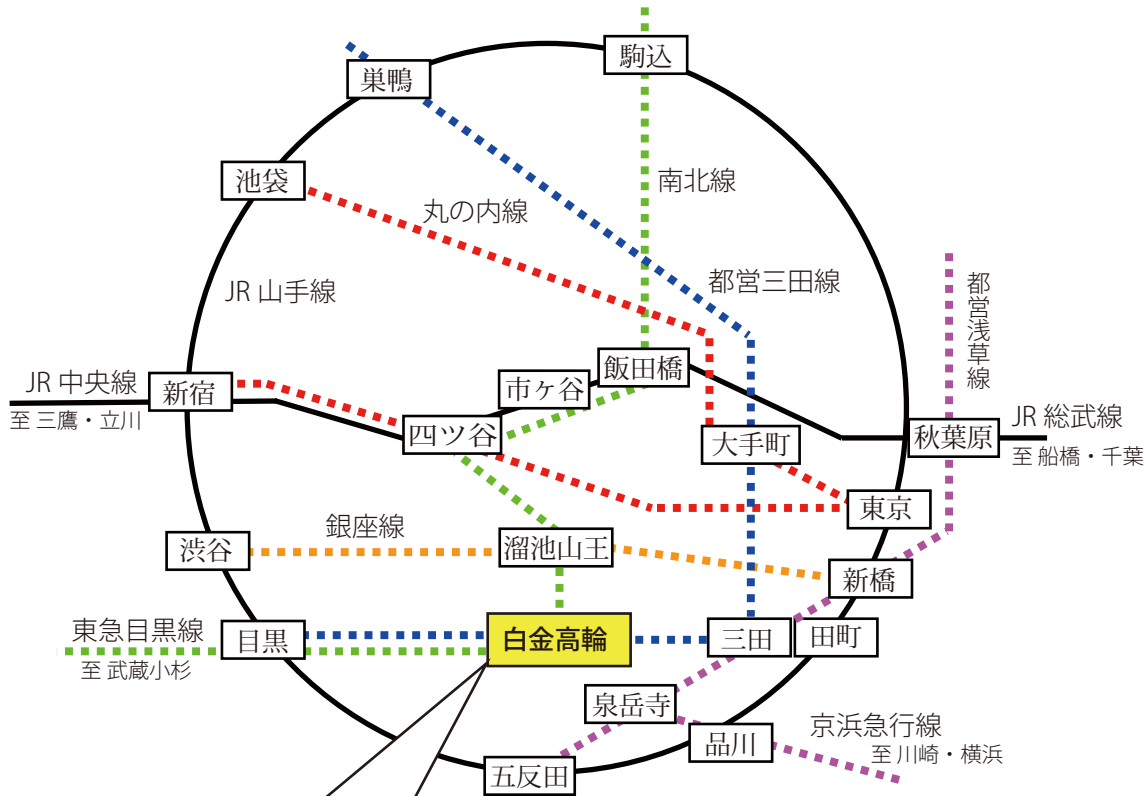 駒込
巣鴨
池袋
南北線
丸の内線
都営三田線
JR 山手線
都営浅草線
飯田橋
市ヶ谷
JR 中央線
新宿
至 三鷹・立川
四ツ谷
大手町
秋葉原
JR 総武線
至 船橋・千葉
東京
銀座線
渋谷
溜池山王
新橋
東急目黒線
目黒
白金高輪
三田
田町
至 武蔵小杉
泉岳寺
品川
京浜急行線
至 川崎・横浜
五反田